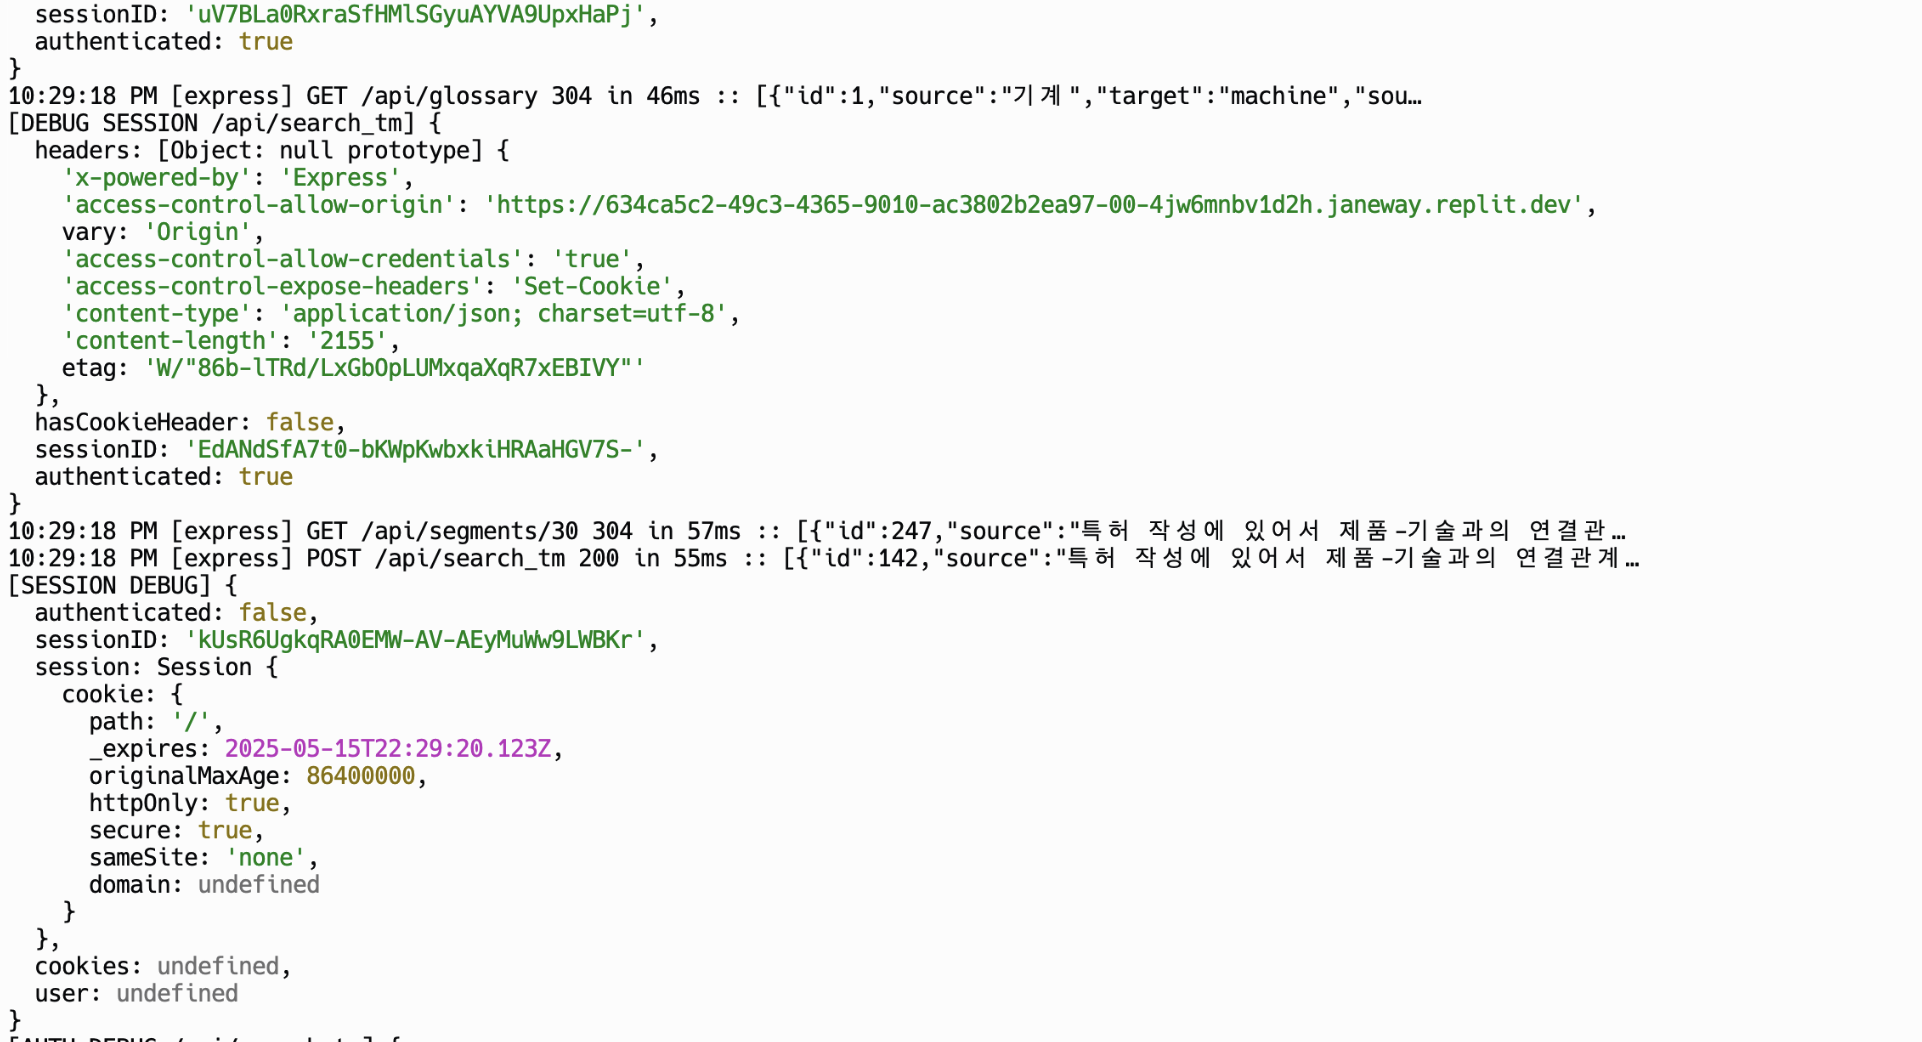 sessionID: 'uV7BLa0RxraSfHMlSGyuAYVA9UpxHaPj',
authenticated: true
}
10:29:18 PM [express] GET /api/glossary 304 in 46ms :: [{"id":1,"source":"기계","target":"machine","sou…
[DEBUG SESSION /api/search_tm] {
headers: [Object: null prototype] {
'x-powered-by': 'Express',
'access-control-allow-origin': 'https://634ca5c2-49c3-4365-9010-ac3802b2ea97-00-4jw6mnbv1d2h.janeway.replit.dev',
vary: 'Origin',
'access-control-allow-credentials': 'true',
'access-control-expose-headers': 'Set-Cookie',
'content-type': 'application/json; charset=utf-8',
'content-length': '2155',
etag: 'W/"86b-lTRd/LxGbOpLUMxqaXqR7xEBIVY"'
},
hasCookieHeader: false,
sessionID: 'EdANdSfA7t0-bKWpKwbxkiHRAaHGV7S-',
authenticated: true
}
10:29:18 PM [express] GET /api/segments/30 304 in 57ms :: [{"id":247,"source":"특허 작성에 있어서 제품-기술과의 연결관…
10:29:18 PM [express] POST /api/search_tm 200 in 55ms :: [{"id":142,"source":"특허 작성에 있어서 제품-기술과의 연결관계…
[SESSION DEBUG] {
authenticated: false,
sessionID: 'kUsR6UgkqRA0EMW-AV-AEyMuWw9LWBKr',
session: Session {
cookie: {
path: '/',
_expires: 2025-05-15T22:29:20.123Z,
originalMaxAge: 86400000,
httpOnly: true,
secure: true,
sameSite: 'none',
domain: undefined
}
},
cookies: undefined,
user: undefined
}